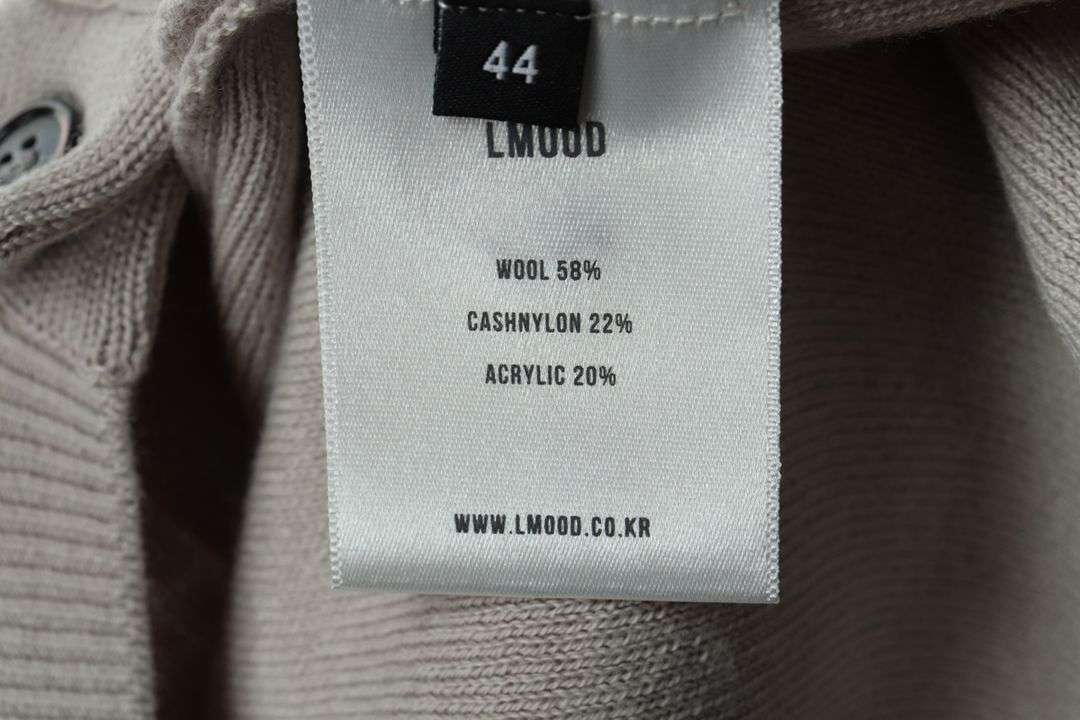 44
LMOOD
WOOL 58%
CASHNYLON 22%
ACRYLIC 20%
WWW.LMOOD.CO.KR